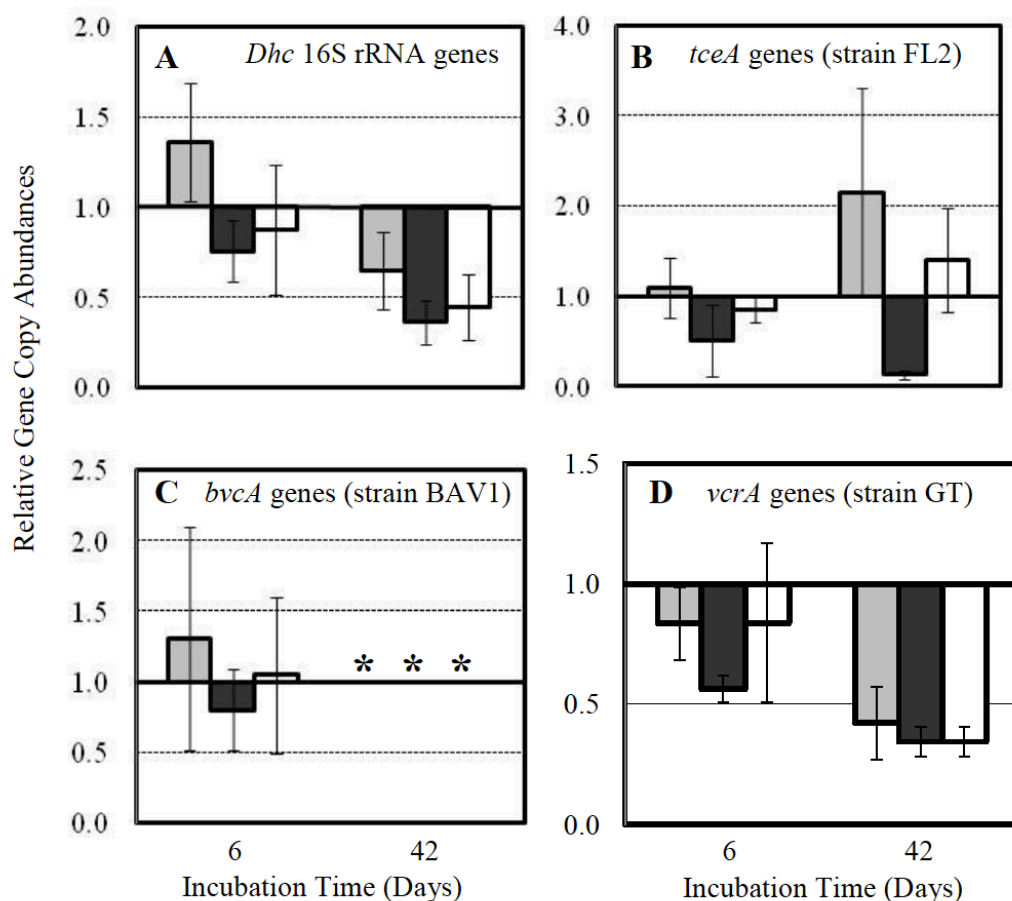 Relative Gene Copy Abundances
A Dhc 16S rRNA genes
2.0
1.5
1.0
0.5
0.0
B tceA genes (strain FL2)
4.0
3.0
2.0
1.0
0.0
C bvcA genes (strain BAV1)
2.5
2.0
1.5
1.0
0.5
0.0
* * *
6 42
Incubation Time (Days)
D vcrA genes (strain GT)
1.5
1.0
0.5
0.0
6 42
Incubation Time (Days)